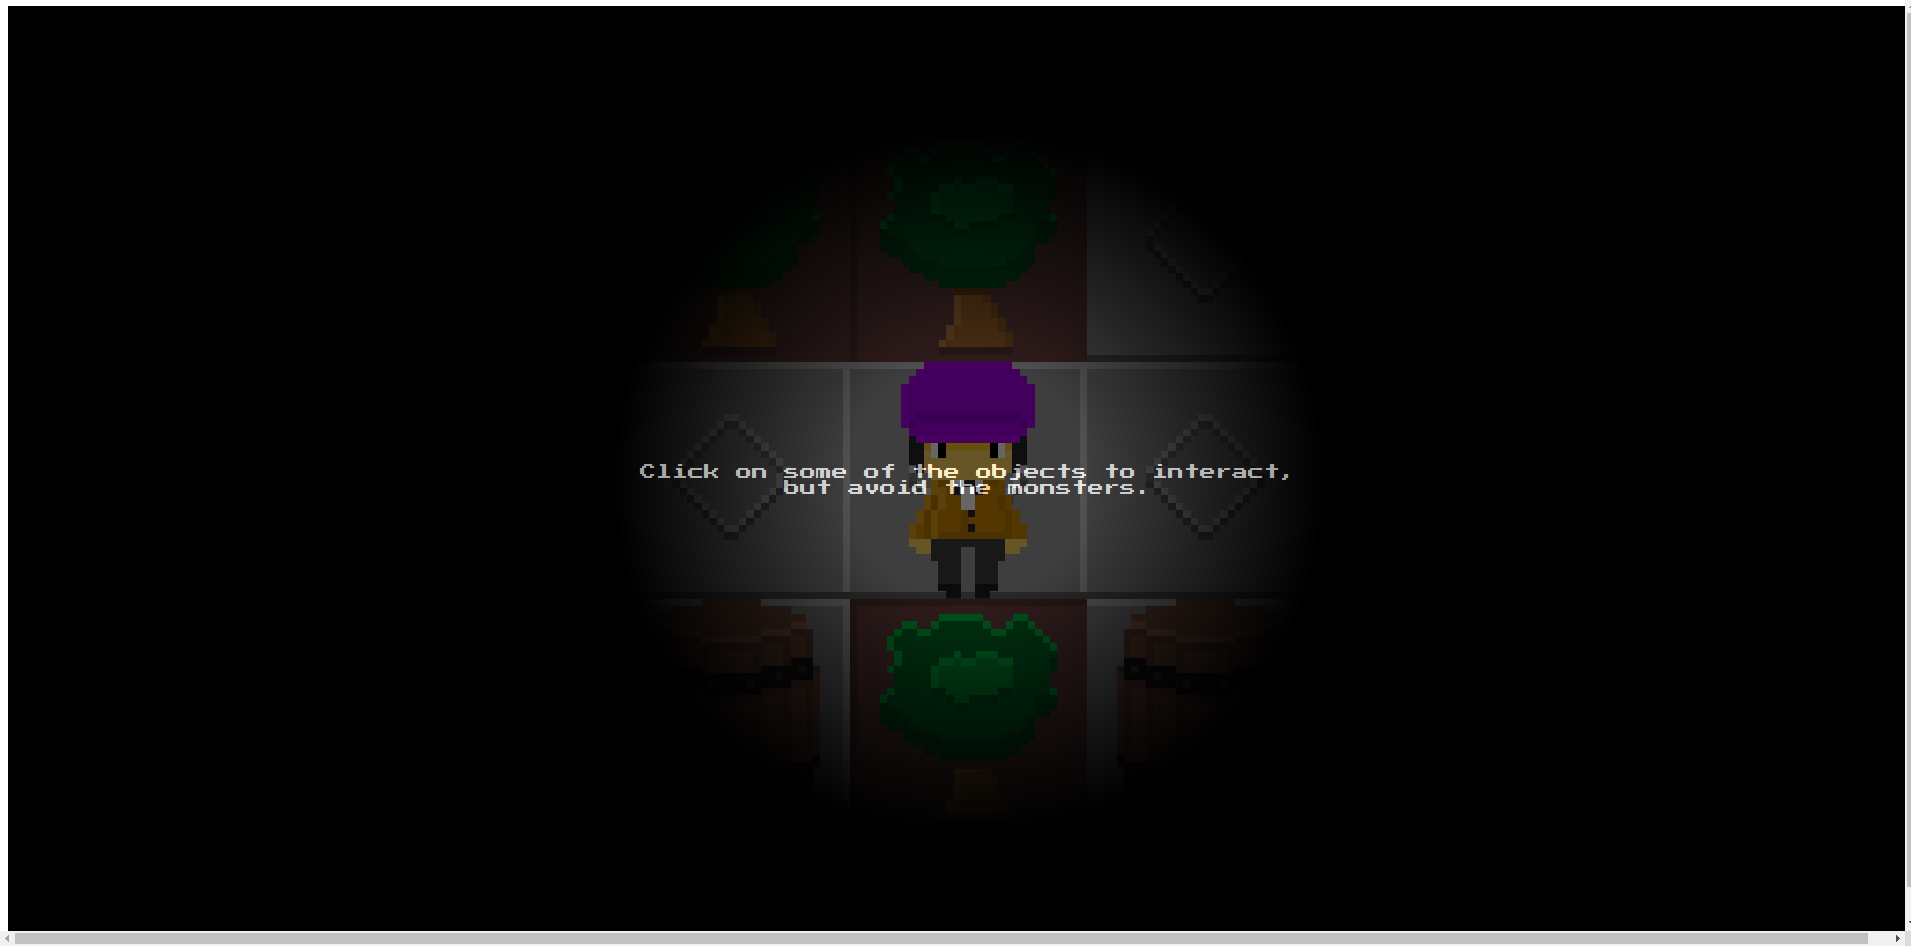 Click on some of the objects to interact,
but avoid the monsters.